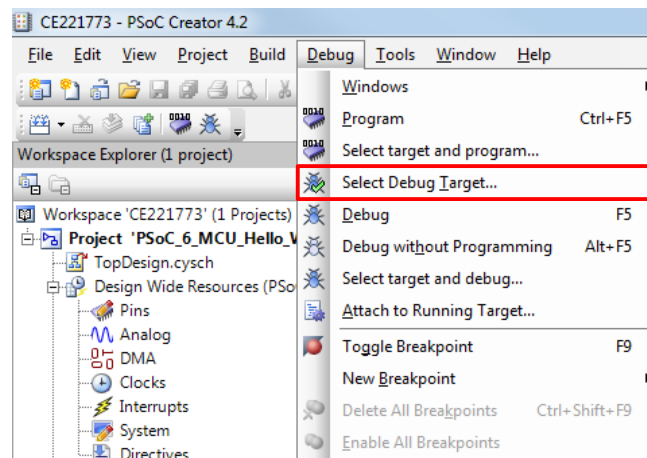 CE221773 - PSoC Creator 4.2
File Edit View Project Build Debug Tools Window Help
Workspace Explorer (1 project)
Workspace 'CE221773' (1 Projects)
Project 'PSoC_6_MCU_Hello_
TopDesign.cysch
Design Wide Resources (PSo
Pins
Analog
DMA
Clocks
Interrupts
System
Directives
Windows
Program Ctrl+F5
Select target and program...
Select Debug Target...
Debug F5
Debug without Programming Alt+F5
Select target and debug...
Attach to Running Target...
Toggle Breakpoint F9
New Breakpoint
Delete All Breakpoints Ctrl+Shift+F9
Enable All Breakpoints